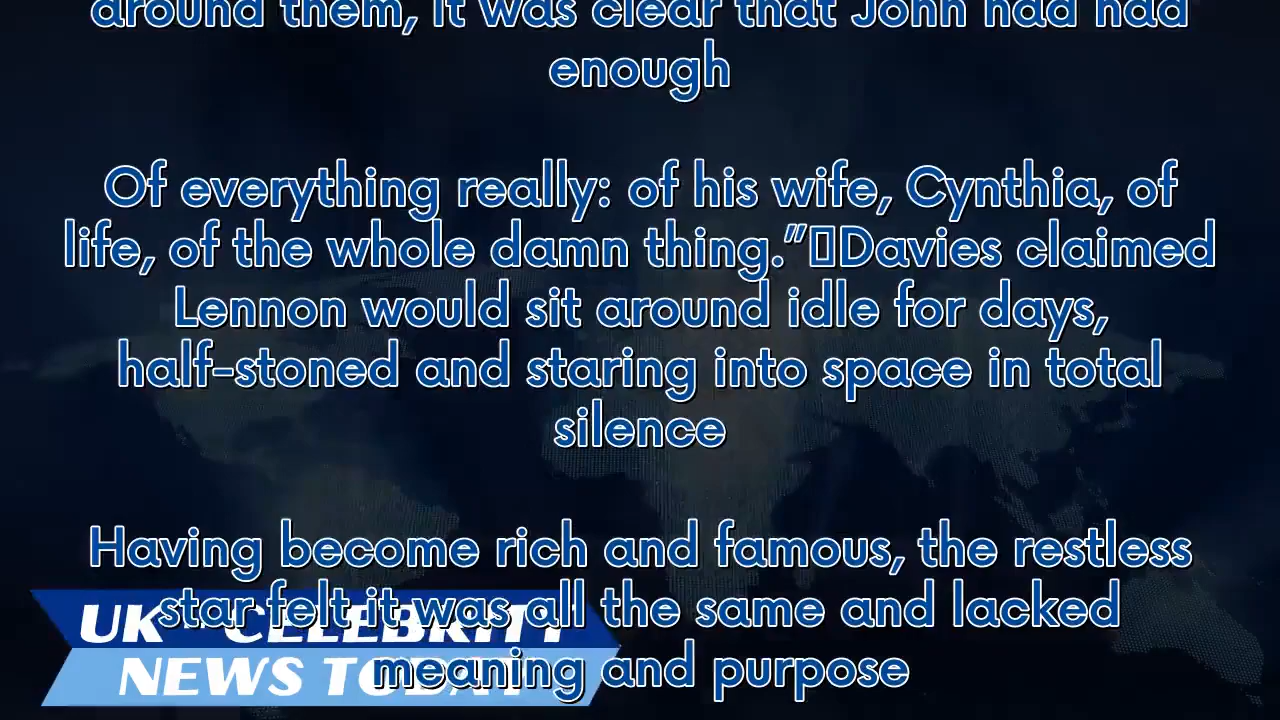 around them, it was clear that John had had
enough
Of everything really: of his wife, Cynthia, of
life, of the whole damn thing.”▯Davies claimed
Lennon would sit around idle for days,
half-stoned and staring into space in total
silence
Having become rich and famous, the restless
star felt it was all the same and lacked
meaning and purpose
UK - CELEBRITY
NEWS TODAY